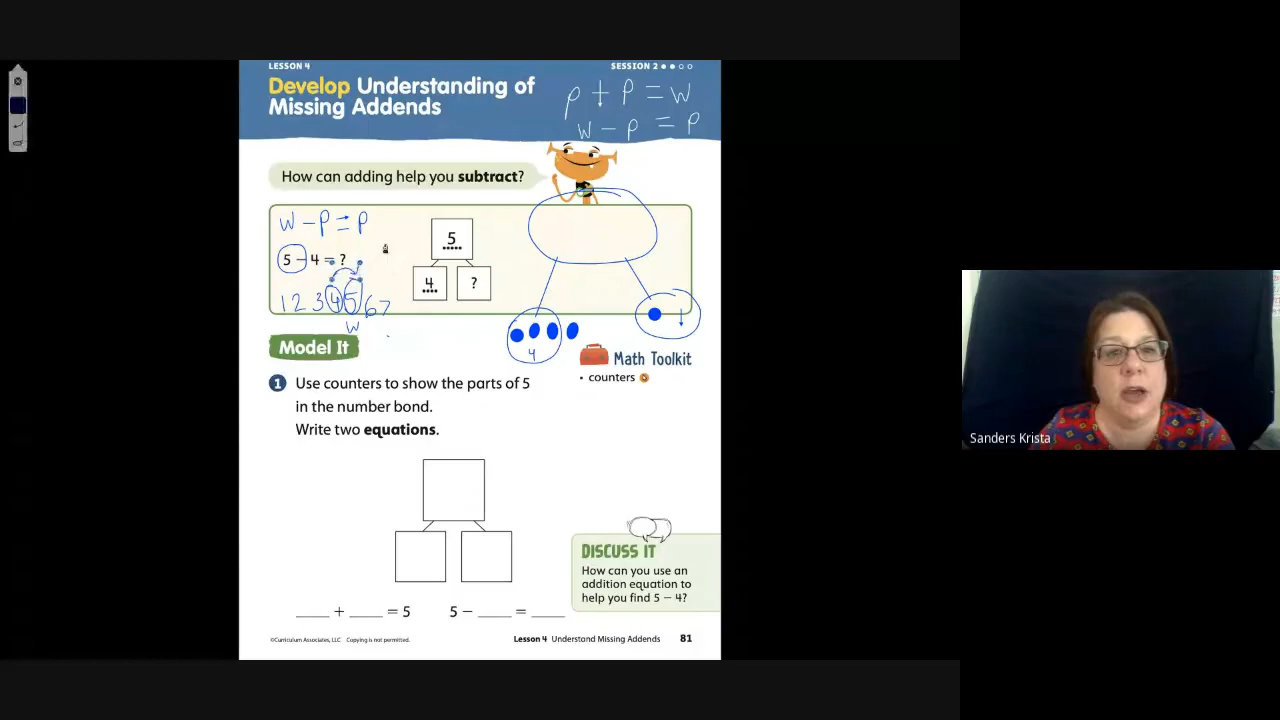 LESSON 4
SESSION 2
Develop Understanding of
Missing Addends
p + p = w
w - p = p
How can adding help you subtract?
w - p = p
5 - 4 = ?
1 2 3 4 5 6 7
w
5
4
?
4
Model It
Math Toolkit
• counters
1 Use counters to show the parts of 5
in the number bond.
Write two equations.
DISCUSS IT
How can you use an
addition equation to
help you find 5 − 4?
____ + ____ = 5 5 − ____ = ____
©Curriculum Associates, LLC Copying is not permitted.
Lesson 4 Understand Missing Addends 81
Sanders Krista